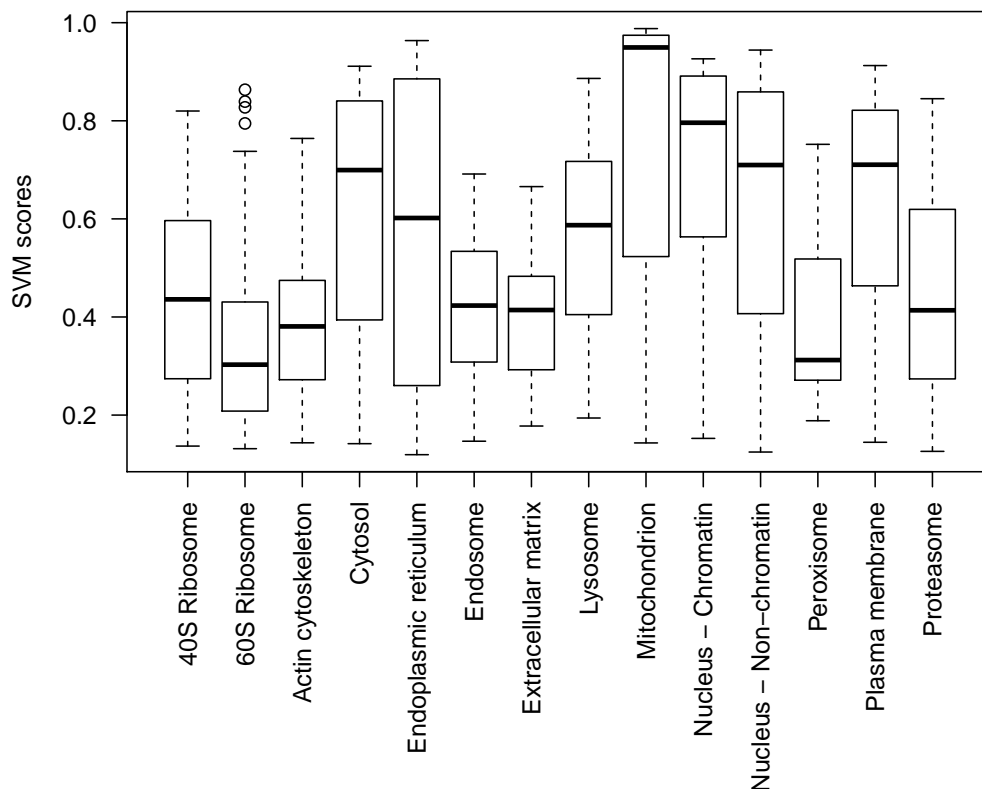 SVM scores
1.0
0.8
0.6
0.4
0.2
40S Ribosome
60S Ribosome
Actin cytoskeleton
Cytosol
Endoplasmic reticulum
Endosome
Extracellular matrix
Lysosome
Mitochondrion
Nucleus − Chromatin
Nucleus − Non−chromatin
Peroxisome
Plasma membrane
Proteasome